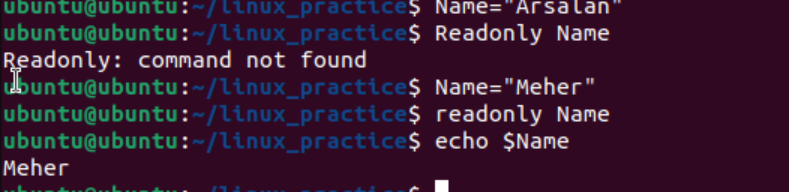 ubuntu@ubuntu:~/linux_practice$ Name="Arsalan"
ubuntu@ubuntu:~/linux_practice$ Readonly Name
Readonly: command not found
ubuntu@ubuntu:~/linux_practice$ Name="Meher"
ubuntu@ubuntu:~/linux_practice$ readonly Name
ubuntu@ubuntu:~/linux_practice$ echo $Name
Meher
ubuntu@ubuntu:~/linux_practice$